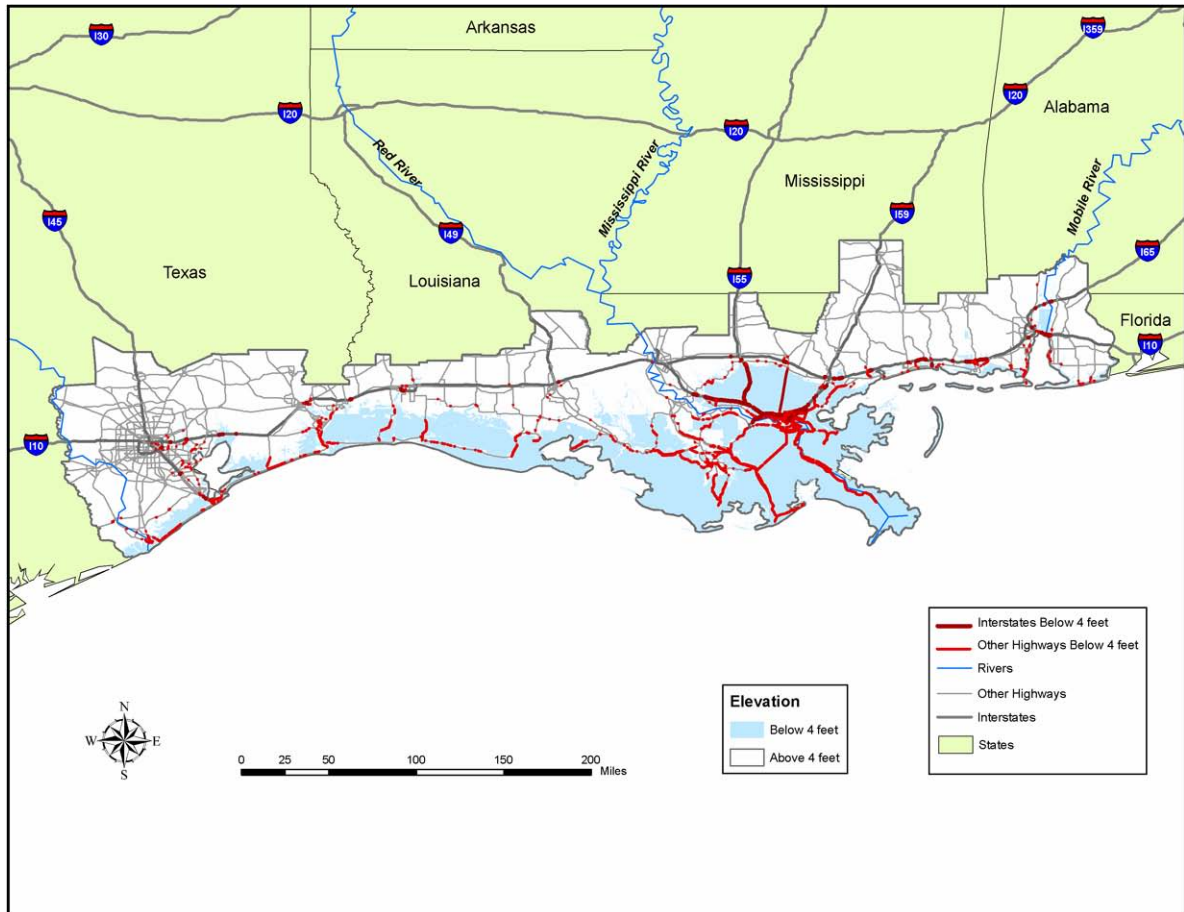 Arkansas
I30
I359
I20
I20
I20
Alabama
Red River
Mississippi River
Mississippi
Mobile River
I45
I49
I59
I65
Texas
Louisiana
I55
Florida
I10
I10
Interstates Below 4 feet
Other Highways Below 4 feet
Rivers
Other Highways
Interstates
States
Elevation
Below 4 feet
Above 4 feet
N
W E
S
0 25 50 100 150 200
Miles